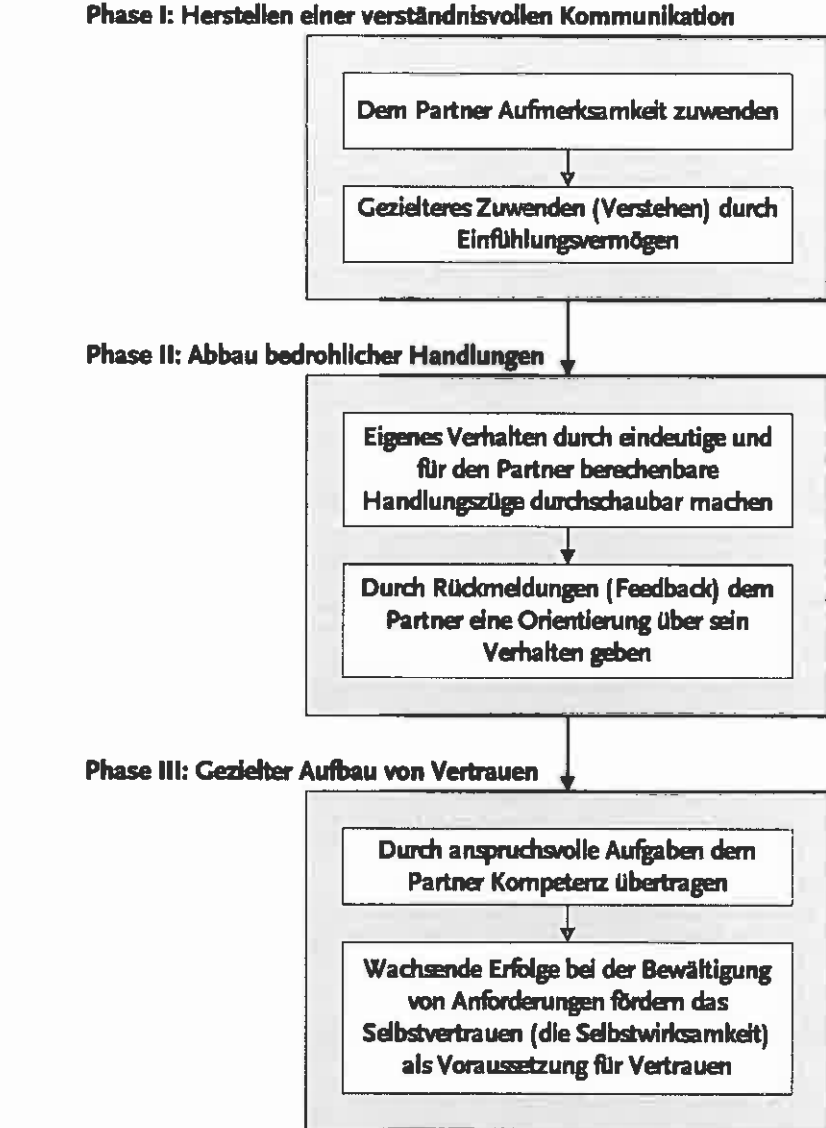 Phase I: Herstellen einer verständnisvollen Kommunikation
Dem Partner Aufmerksamkeit zuwenden
Gezielteres Zuwenden (Verstehen) durch
Einfühlungsvermögen
Phase II: Abbau bedrohlicher Handlungen
Eigenes Verhalten durch eindeutige und
für den Partner berechenbare
Handlungszüge durchschaubar machen
Durch Rückmeldungen (Feedback) dem
Partner eine Orientierung über sein
Verhalten geben
Phase III: Gezielter Aufbau von Vertrauen
Durch anspruchsvolle Aufgaben dem
Partner Kompetenz übertragen
Wachsende Erfolge bei der Bewältigung
von Anforderungen fördern das
Selbstvertrauen (die Selbstwirksamkeit)
als Voraussetzung für Vertrauen